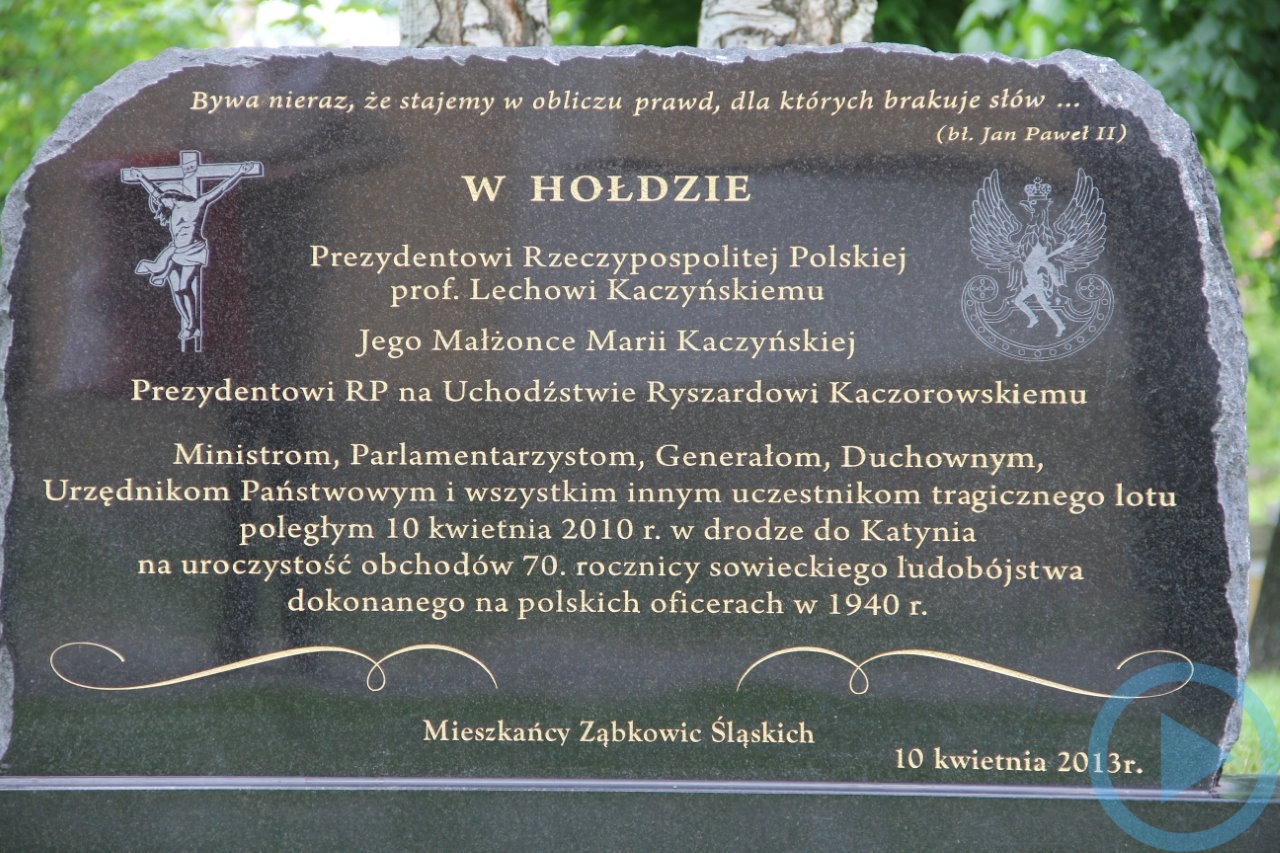 Bywa nieraz, że stajemy w obliczu prawd, dla których brakuje słów ...
(bł. Jan Paweł II)
W HOŁDZIE
Prezydentowi Rzeczypospolitej Polskiej
prof. Lechowi Kaczyńskiemu
Jego Małżonce Marii Kaczyńskiej
Prezydentowi RP na Uchodźstwie Ryszardowi Kaczorowskiemu
Ministrom, Parlamentarzystom, Generałom, Duchownym,
Urzędnikom Państwowym i wszystkim innym uczestnikom tragicznego lotu
poległym 10 kwietnia 2010 r. w drodze do Katynia
na uroczystość obchodów 70. rocznicy sowieckiego ludobójstwa
dokonanego na polskich oficerach w 1940 r.
Mieszkańcy Ząbkowic Śląskich
10 kwietnia 2013r.